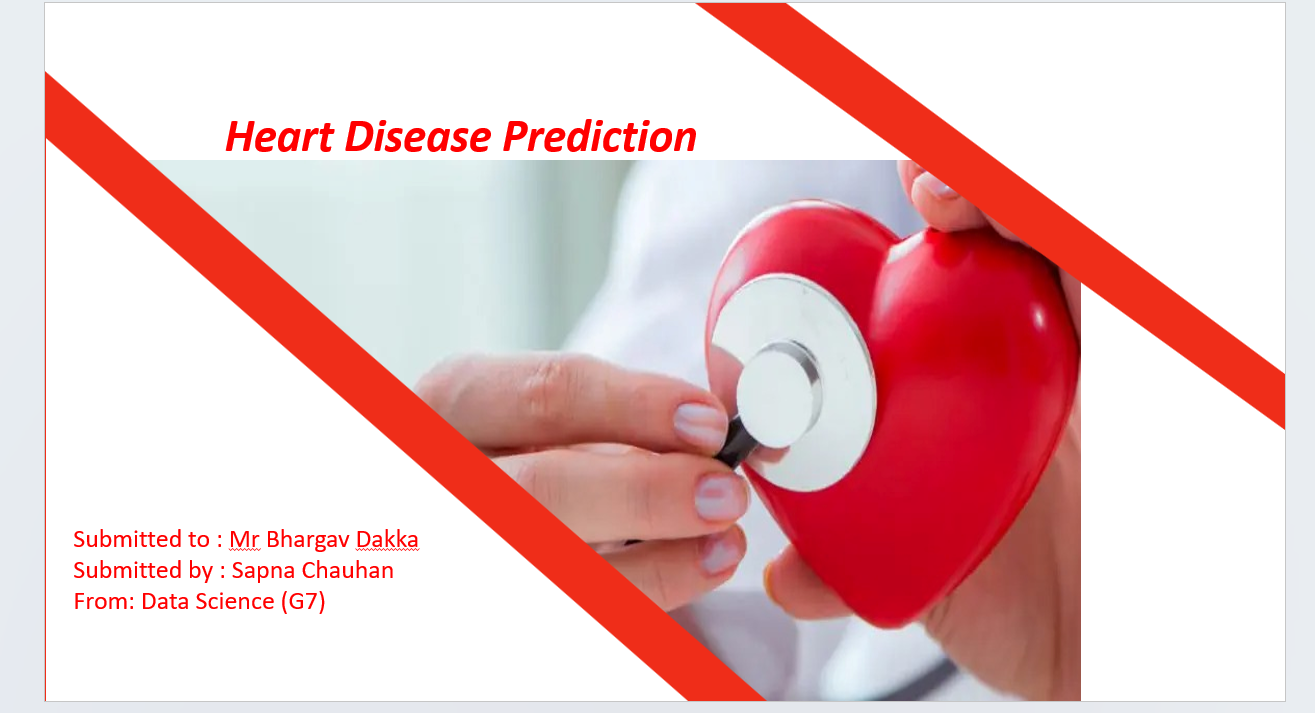 Heart Disease Prediction
Submitted to : Mr Bhargav Dakka
Submitted by : Sapna Chauhan
From: Data Science (G7)